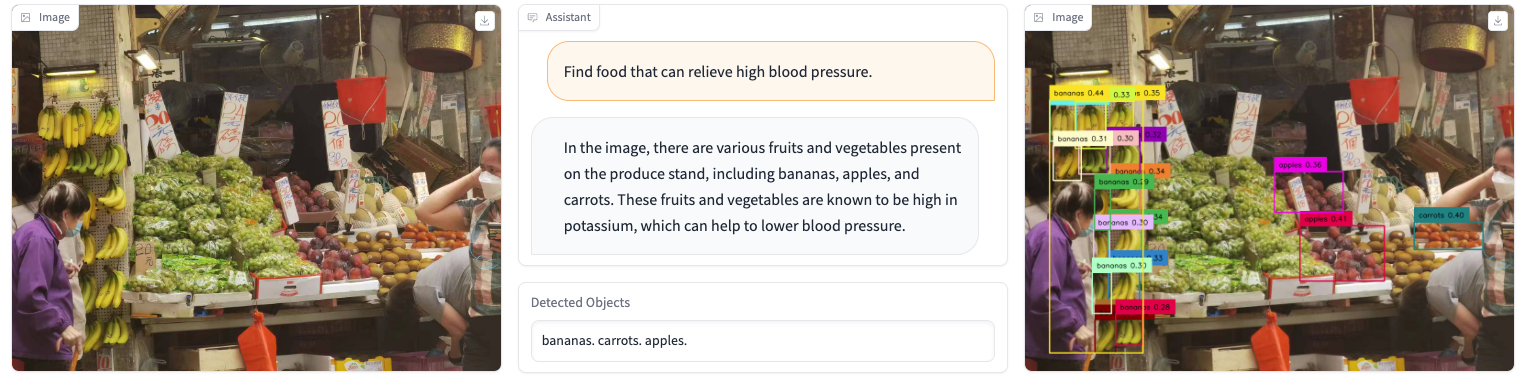 Image
Assistant
Find food that can relieve high blood pressure.
In the image, there are various fruits and vegetables present
on the produce stand, including bananas, apples, and
carrots. These fruits and vegetables are known to be high in
potassium, which can help to lower blood pressure.
Detected Objects
bananas. carrots. apples.
Image
bananas 0.44
0.33
0.35
bananas 0.31
0.30
0.32
bananas 0.34
bananas 0.29
bananas 0.30
34
0.33
bananas 0.30
bananas 0.28
apples 0.36
apples 0.41
carrots 0.40